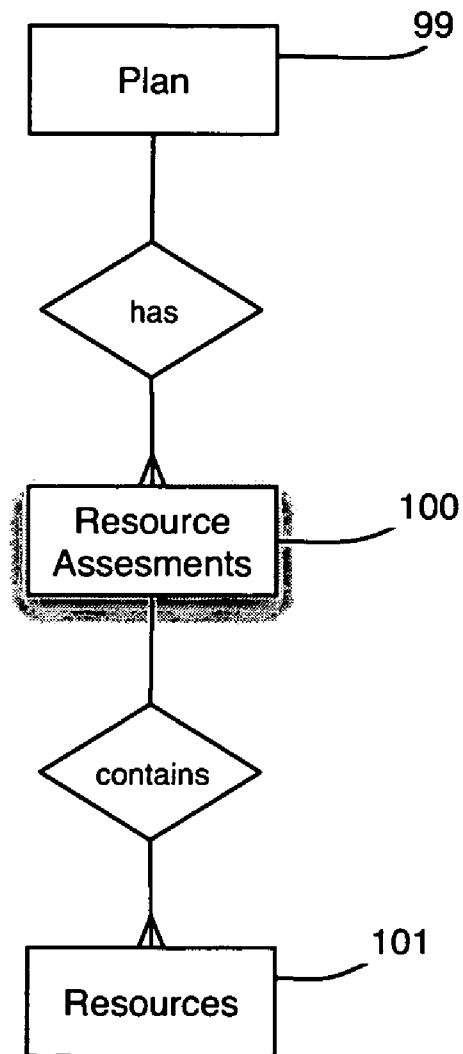 99
Plan
has
100
Resource
Assesments
contains
101
Resources